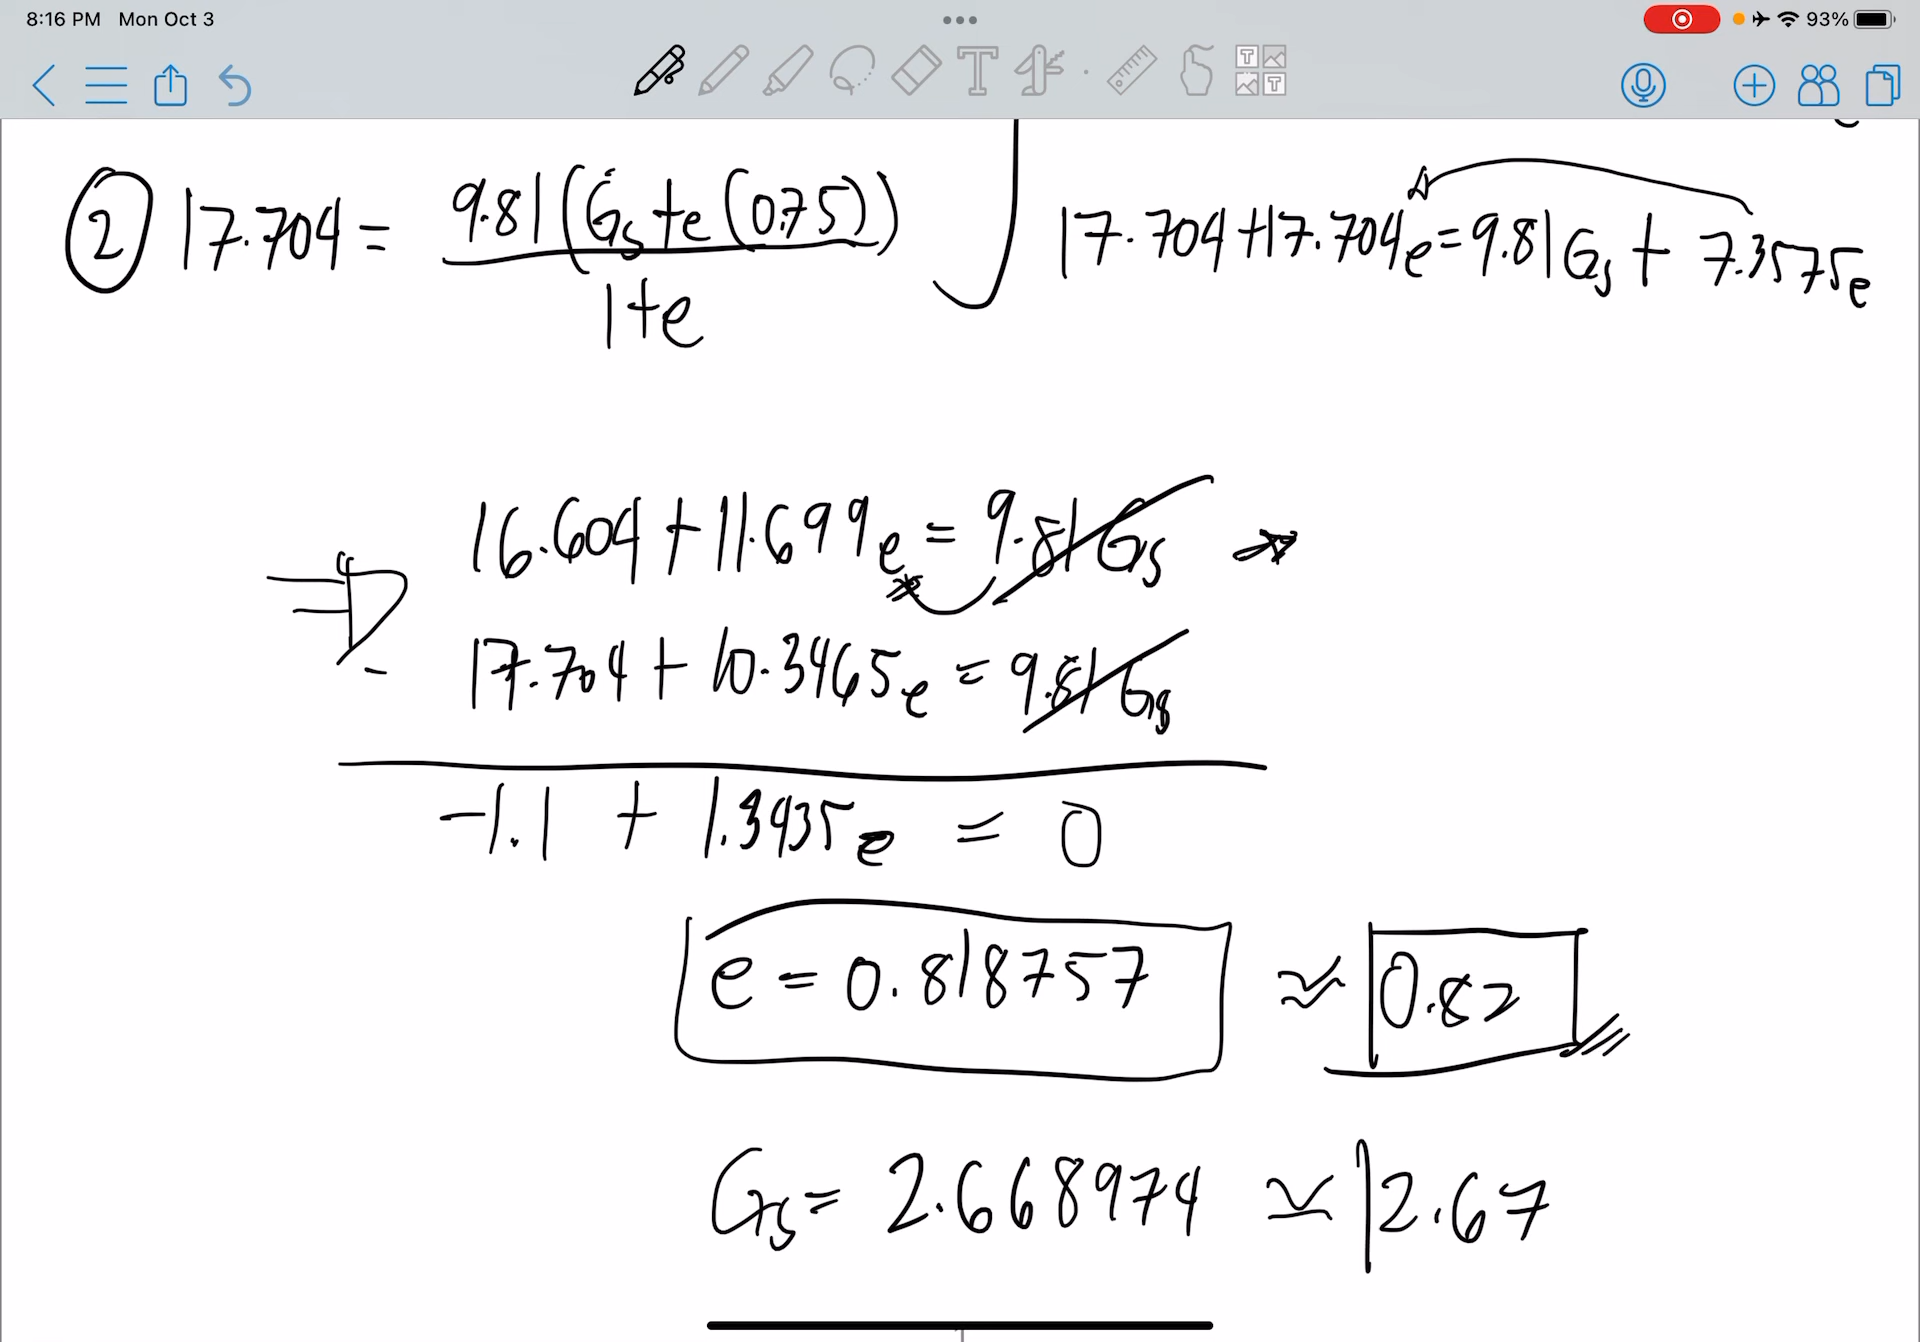 8:16 PM Mon Oct 3
93%
② 17.704 = 9.81(Gs+e(0.75))
1+e
17.704+17.704e=9.81Gs + 7.3575e
16.604+11.699e = 9.81Gs
17.704+10.3465e = 9.81Gs
-1.1 + 1.3435e = 0
e = 0.818757 ≈ 0.82
Gs = 2.668974 ≃ 2.67